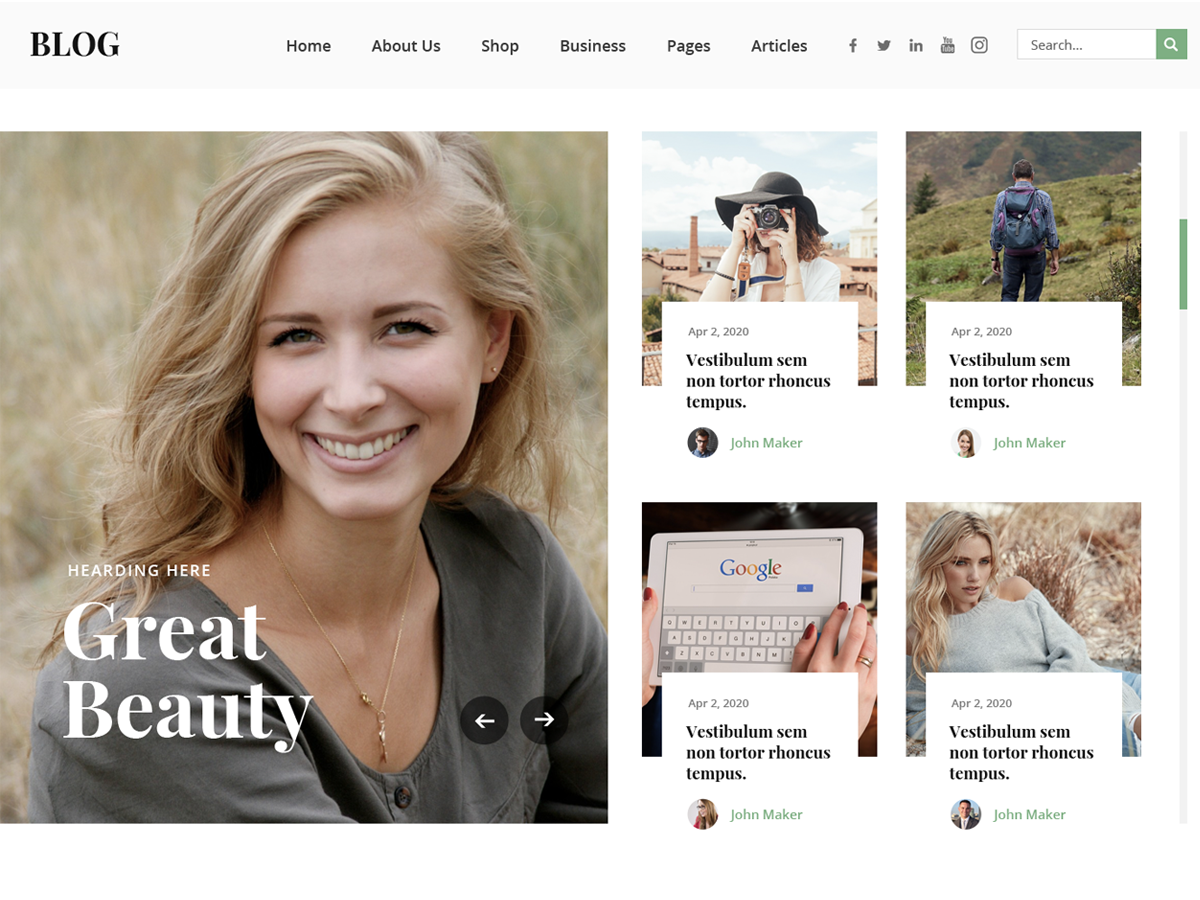 BLOG
Home About Us Shop Business Pages Articles
Search...
HEARDING HERE
Great
Beauty
Apr 2, 2020
Vestibulum sem
non tortor rhoncus
tempus.
John Maker
Apr 2, 2020
Vestibulum sem
non tortor rhoncus
tempus.
John Maker
Google
Q W E R T Y U I O
A S D F G H J K L
Z X C V B N M
Apr 2, 2020
Vestibulum sem
non tortor rhoncus
tempus.
John Maker
Apr 2, 2020
Vestibulum sem
non tortor rhoncus
tempus.
John Maker